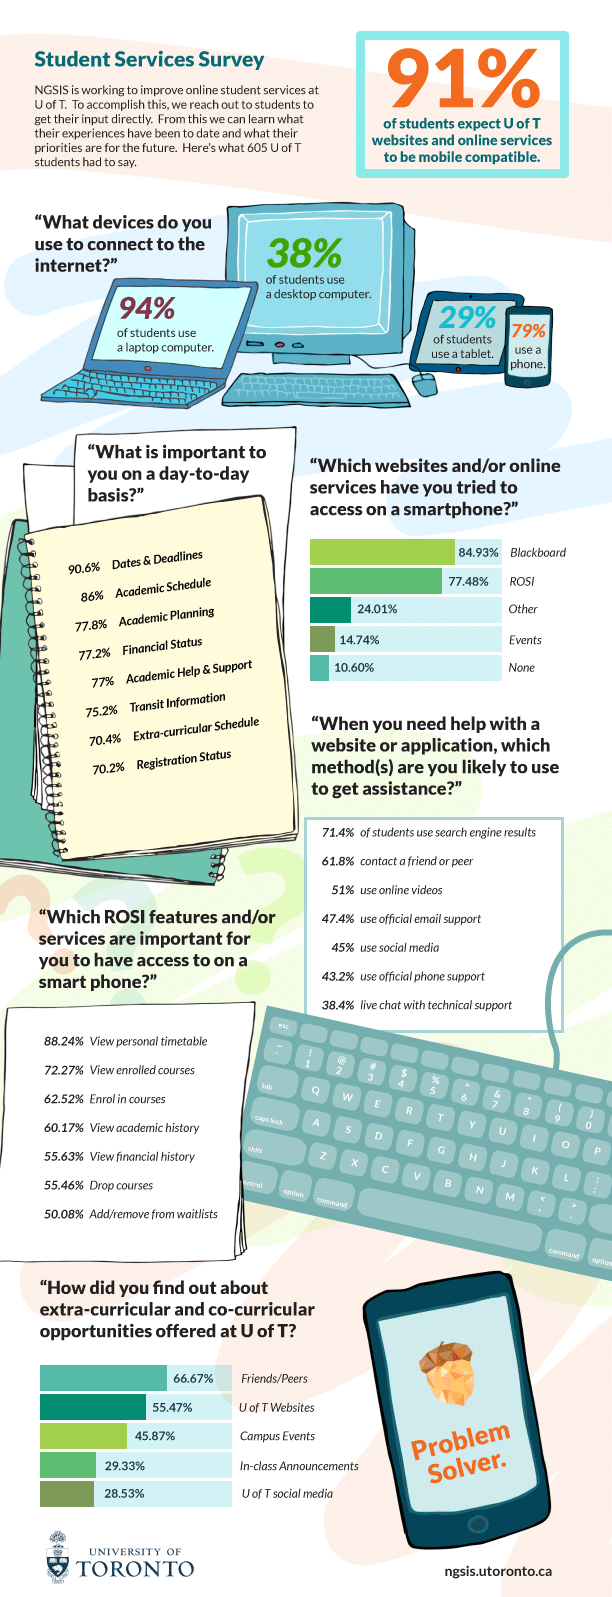 Student Services Survey
NGSIS is working to improve online student services at
U of T. To accomplish this, we reach out to students to
get their input directly. From this we can learn what
their experiences have been to date and what their
priorities are for the future. Here's what 605 U of T
students had to say.
91%
of students expect U of T
websites and online services
to be mobile compatible.
“What devices do you
use to connect to the
internet?”
94%
of students use
a laptop computer.
38%
of students use
a desktop computer.
29%
of students
use a tablet.
79%
use a
phone.
“What is important to
you on a day-to-day
basis?”
90.6% Dates & Deadlines
86% Academic Schedule
77.8% Academic Planning
77.2% Financial Status
77% Academic Help & Support
75.2% Transit Information
70.4% Extra-curricular Schedule
70.2% Registration Status
“Which websites and/or online
services have you tried to
access on a smartphone?”
84.93% Blackboard
77.48% ROSI
24.01% Other
14.74% Events
10.60% None
“When you need help with a
website or application, which
method(s) are you likely to use
to get assistance?”
71.4% of students use search engine results
61.8% contact a friend or peer
51% use online videos
47.4% use official email support
45% use social media
43.2% use official phone support
38.4% live chat with technical support
“Which ROSI features and/or
services are important for
you to have access to on a
smart phone?”
88.24% View personal timetable
72.27% View enrolled courses
62.52% Enrol in courses
60.17% View academic history
55.63% View financial history
55.46% Drop courses
50.08% Add/remove from waitlists
esc
~ ! @ # $ % ^ & * ( )
1 2 3 4 5 6 7 8 9 0
tab Q W E R T Y U I O P
caps lock A S D F G H J K L : ;
shift Z X C V B N M < , > .
ontrol option command command option
“How did you find out about
extra-curricular and co-curricular
opportunities offered at U of T?
66.67% Friends/Peers
55.47% U of T Websites
45.87% Campus Events
29.33% In-class Announcements
28.53% U of T social media
Problem
Solver.
UNIVERSITY OF
TORONTO
ngsis.utoronto.ca